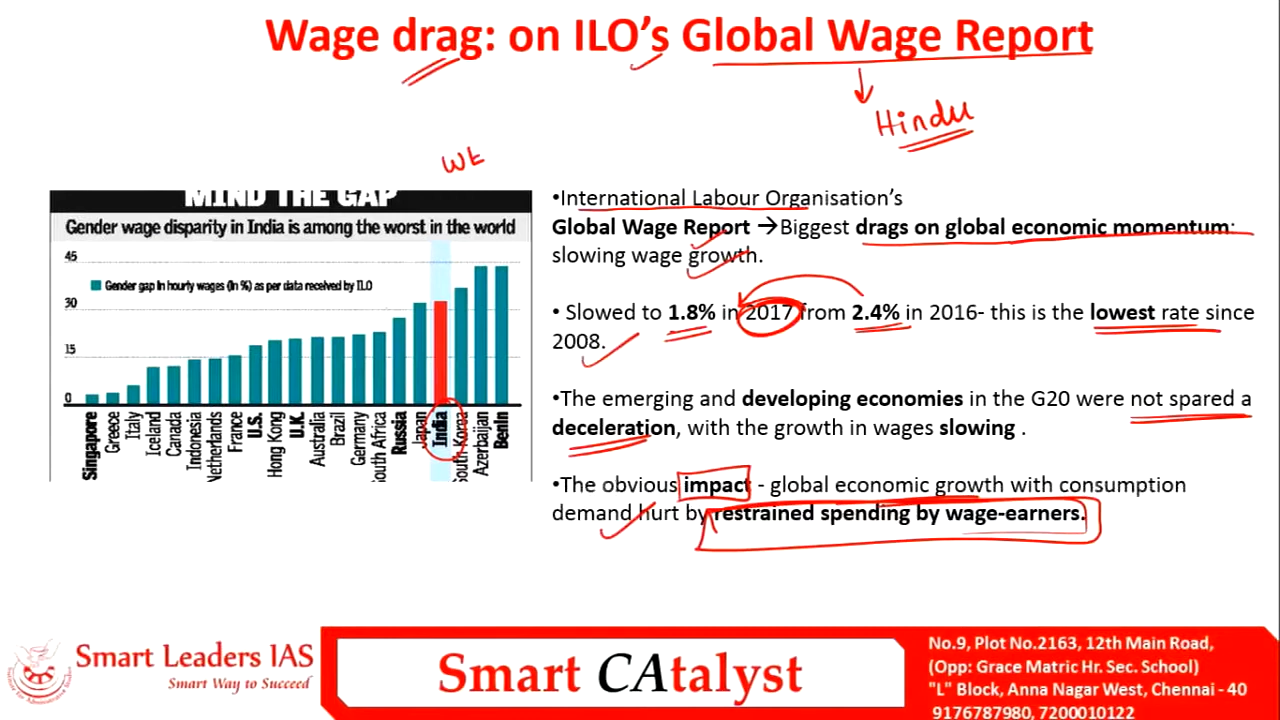 Wage drag: on ILO's Global Wage Report
Hindu
WE
MIND THE GAP
Gender wage disparity in India is among the worst in the world
45
Gender gap in hourly wages (In %) as per data received by ILO
30
15
0
Singapore
Greece
Italy
Iceland
Canada
Indonesia
Netherlands
France
U.S.
Hong Kong
U.K.
Australia
Brazil
Germany
South Africa
Russia
Japan
India
South Korea
Azerbaijan
Benin
•International Labour Organisation's
Global Wage Report →Biggest drags on global economic momentum:
slowing wage growth.
• Slowed to 1.8% in 2017 from 2.4% in 2016- this is the lowest rate since
2008.
•The emerging and developing economies in the G20 were not spared a
deceleration, with the growth in wages slowing .
•The obvious impact - global economic growth with consumption
demand hurt by restrained spending by wage-earners.
Smart Leaders IAS
Smart Way to Succeed
Smart CAtalyst
No.9, Plot No.2163, 12th Main Road,
(Opp: Grace Matric Hr. Sec. School)
"L" Block, Anna Nagar West, Chennai - 40
9176787980, 7200010122